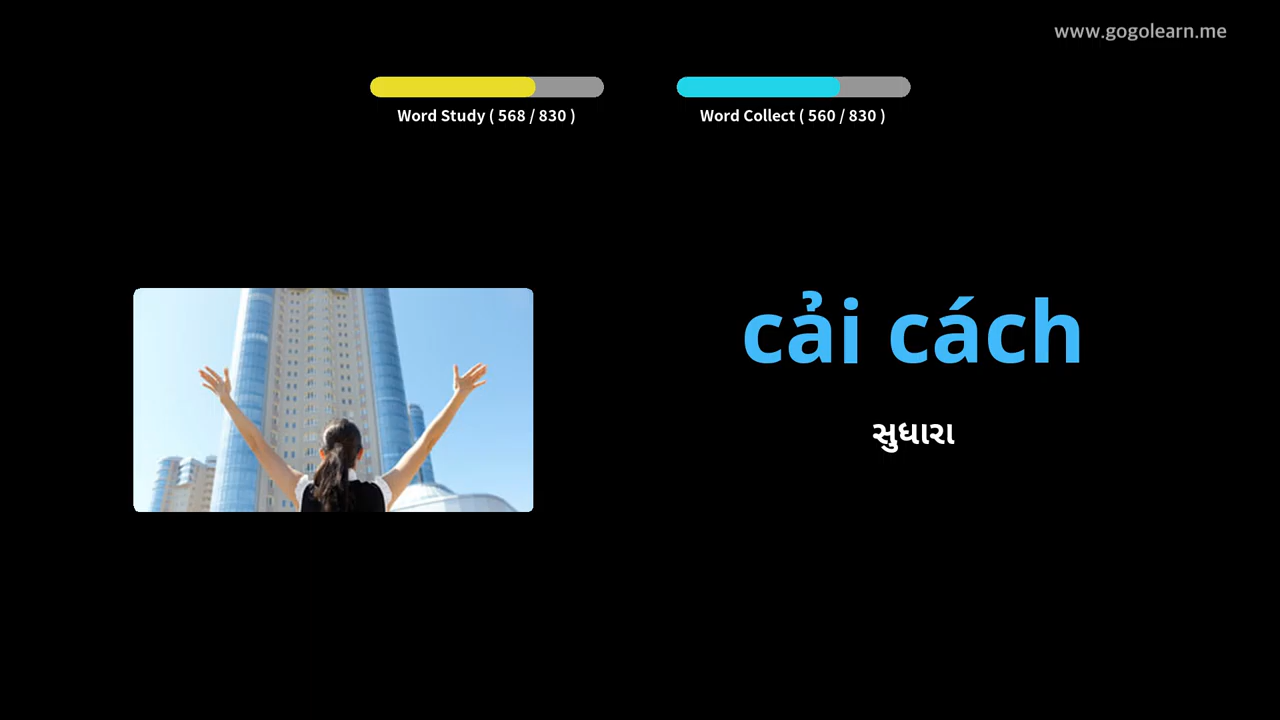 www.gogolearn.me
Word Study ( 568 / 830 )
Word Collect ( 560 / 830 )
cải cách
સુધારા